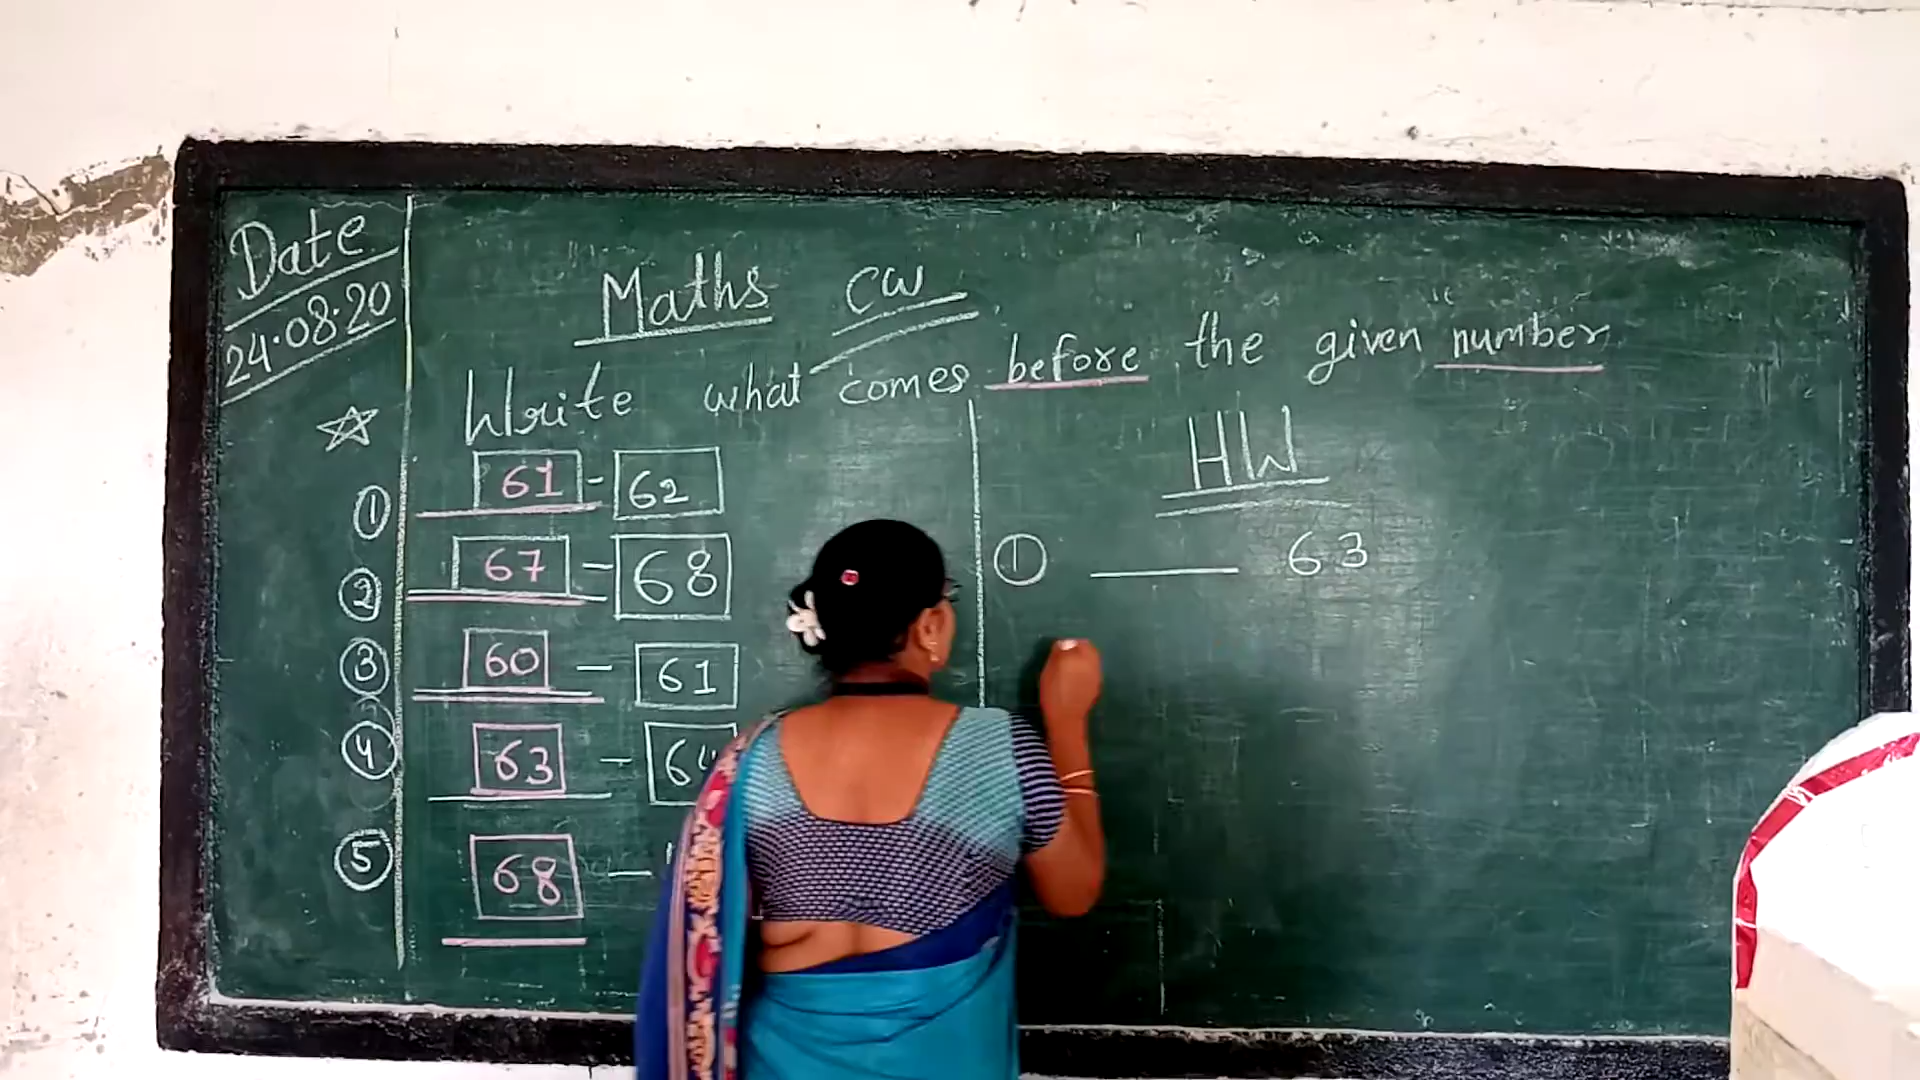 Date
24.08.20
Maths CW
Write what comes before the given number
① 61 - 62
② 67 - 68
③ 60 - 61
④ 63 -
⑤ 68 -
HW
① ____ 63